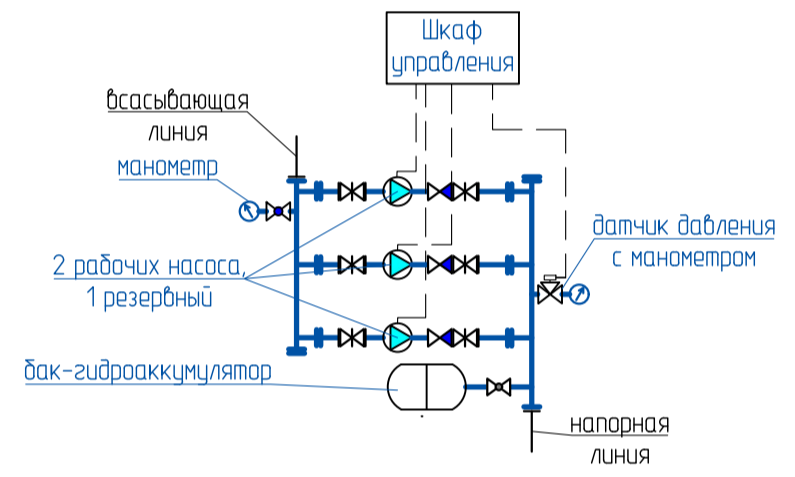 Шкаф
управления
всасывающая
линия
манометр
датчик давления
с манометром
2 рабочих насоса,
1 резервный
бак-гидроаккумулятор
напорная
линия